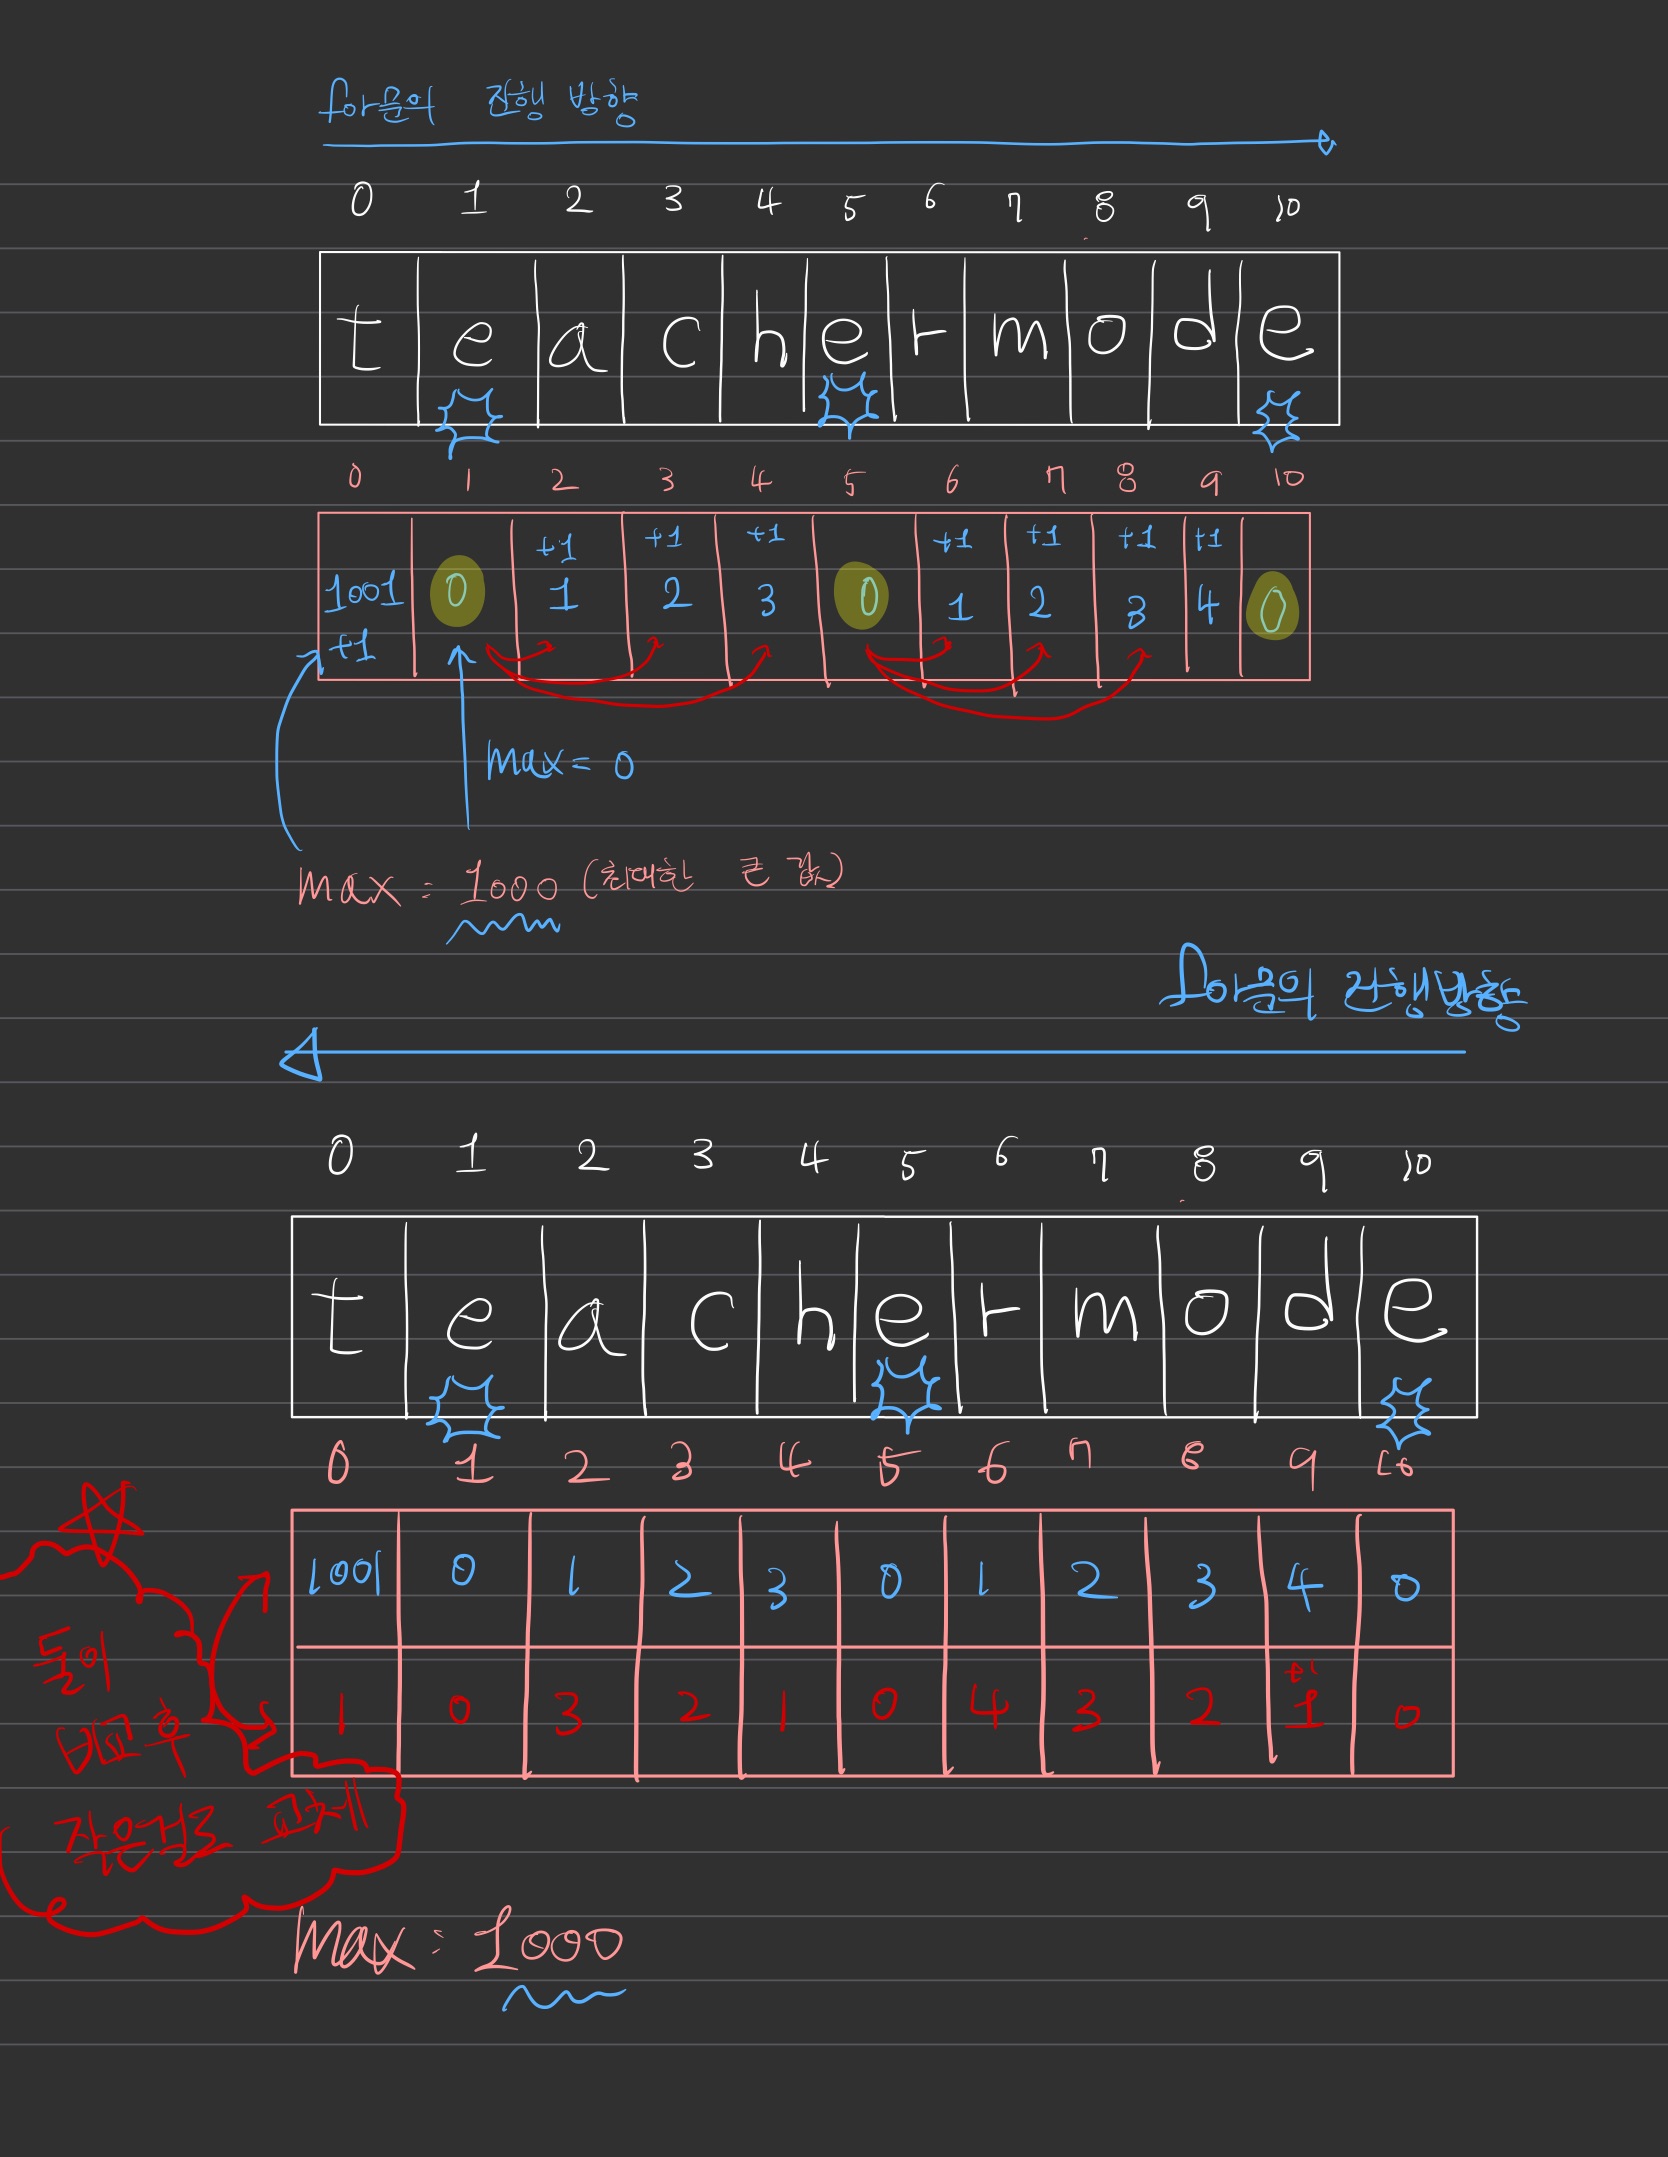 for문의 진행 방향
0 1 2 3 4 5 6 7 8 9 10
t e a c h e r m o d e
0 1 2 3 4 5 6 7 8 9 10
+1 +1 +1 +1 +1 +1 +1
1001 0 1 2 3 0 1 2 3 4 0
+1
max = 0
max : 1000 (최대한 큰 값)
for문의 진행방향
0 1 2 3 4 5 6 7 8 9 10
t e a c h e r m o d e
0 1 2 3 4 5 6 7 8 9 10
1001 0 1 2 3 0 1 2 3 4 0
+1
1 0 3 2 1 0 4 3 2 1 0
둘이
비교 후
작은걸로 교체
max : 1000